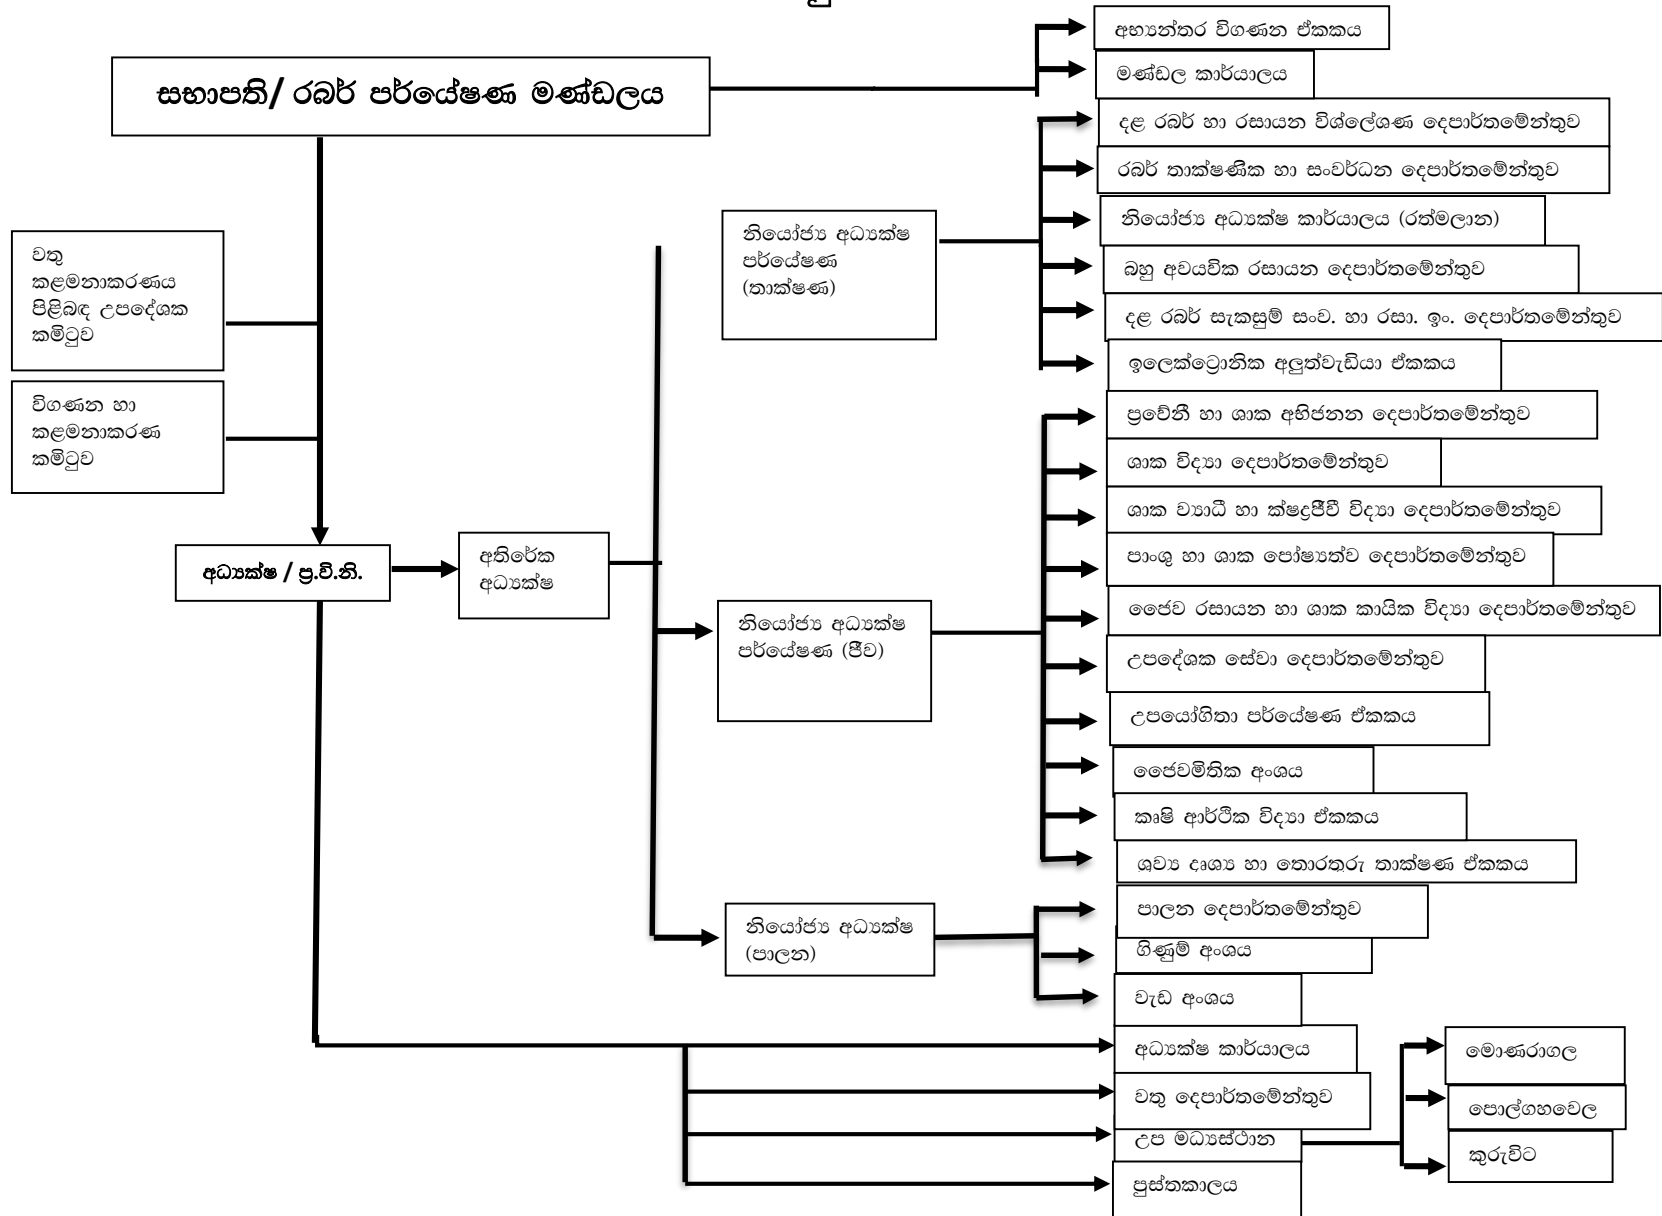 සභාපති/ රබර් පර්යේෂණ මණ්ඩලය
අභ්‍යන්තර විගණන ඒකකය
මණ්ඩල කාර්යාලය
දළ රබර් හා රසායන විශ්ලේශණ දෙපාර්තමේන්තුව
රබර් තාක්ෂණික හා සංවර්ධන දෙපාර්තමේන්තුව
නියෝජ්‍ය අධ්‍යක්ෂ කාර්යාලය (රත්මලාන)
බහු අවයවික රසායන දෙපාර්තමේන්තුව
දළ රබර් සැකසුම් සංව. හා රසා. ඉං. දෙපාර්තමේන්තුව
ඉලෙක්ට්‍රොනික අලුත්වැඩියා ඒකකය
නියෝජ්‍ය අධ්‍යක්ෂ
පර්යේෂණ
(තාක්ෂණ)
වතු
කළමනාකරණය
පිළිබඳ උපදේශක
කමිටුව
විගණන හා
කළමනාකරණ
කමිටුව
අධ්‍යක්ෂ / ප්‍ර.වි.නි.
අතිරේක
අධ්‍යක්ෂ
නියෝජ්‍ය අධ්‍යක්ෂ
පර්යේෂණ (ජීව)
ප්‍රවේනී හා ශාක අභිජනන දෙපාර්තමේන්තුව
ශාක විද්‍යා දෙපාර්තමේන්තුව
ශාක ව්‍යාධී හා ක්ෂද්‍රජීවී විද්‍යා දෙපාර්තමේන්තුව
පාංශු හා ශාක පෝෂ්‍යත්ව දෙපාර්තමේන්තුව
ජෛව රසායන හා ශාක කායික විද්‍යා දෙපාර්තමේන්තුව
උපදේශක සේවා දෙපාර්තමේන්තුව
උපයෝගිතා පර්යේෂණ ඒකකය
ජෛවමිතික අංශය
කෘෂි ආර්ථික විද්‍යා ඒකකය
ශ්‍රව්‍ය දෘශ්‍ය හා තොරතුරු තාක්ෂණ ඒකකය
නියෝජ්‍ය අධ්‍යක්ෂ
(පාලන)
පාලන දෙපාර්තමේන්තුව
ගිණුම් අංශය
වැඩ අංශය
අධ්‍යක්ෂ කාර්යාලය
වතු දෙපාර්තමේන්තුව
උප මධ්‍යස්ථාන
පුස්තකාලය
මොණරාගල
පොල්ගහවෙල
කුරුවිට